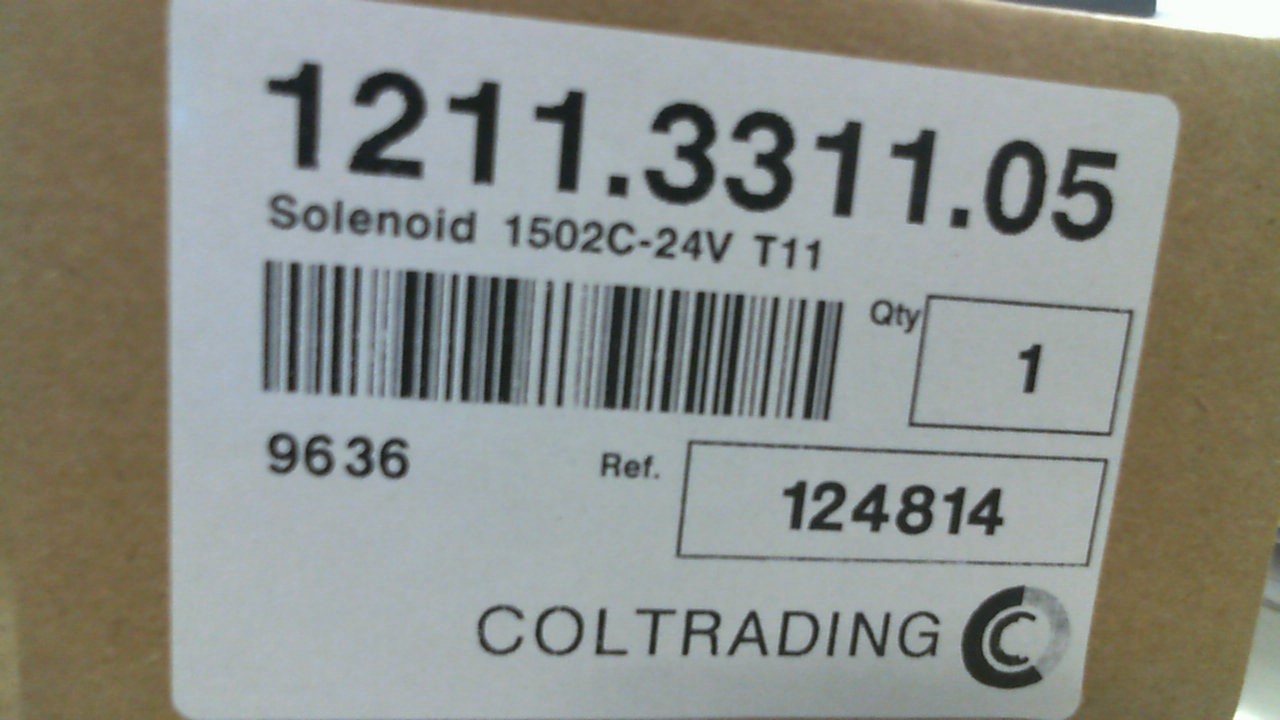 1211.3311.05
Solenoid 1502C-24V T11
Qty 1
9636
Ref. 124814
COLTRADING C